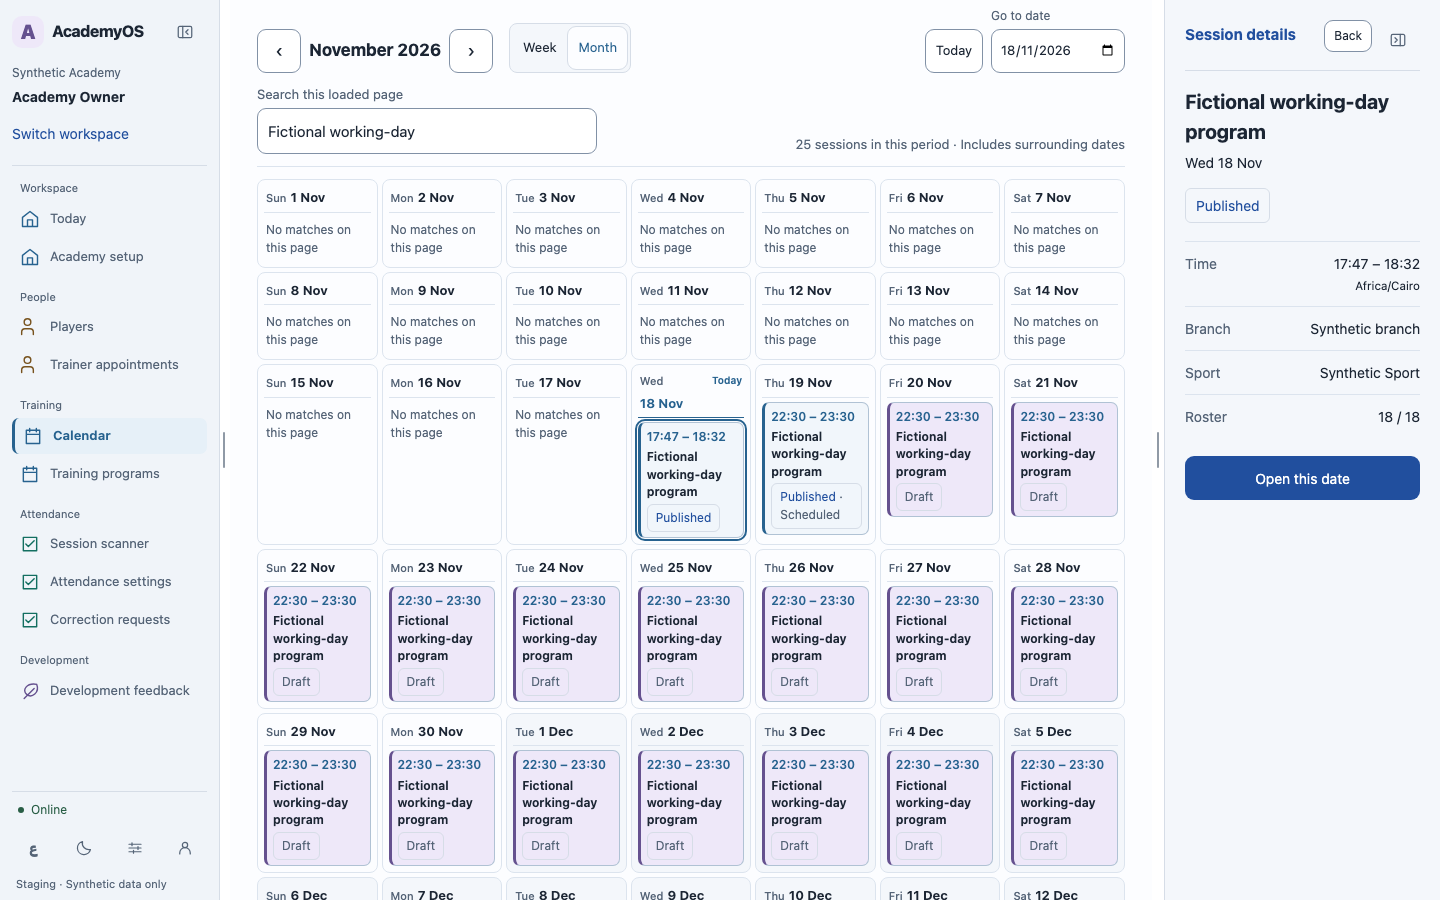 A AcademyOS
Synthetic Academy
Academy Owner
Switch workspace
Workspace
Today
Academy setup
People
Players
Trainer appointments
Training
Calendar
Training programs
Attendance
Session scanner
Attendance settings
Correction requests
Development
Development feedback
Online
ع
Staging · Synthetic data only
‹ November 2026 ›
Week Month
Go to date
Today 18/11/2026
Search this loaded page
Fictional working-day
25 sessions in this period · Includes surrounding dates
Sun 1 Nov
No matches on
this page
Mon 2 Nov
No matches on
this page
Tue 3 Nov
No matches on
this page
Wed 4 Nov
No matches on
this page
Thu 5 Nov
No matches on
this page
Fri 6 Nov
No matches on
this page
Sat 7 Nov
No matches on
this page
Sun 8 Nov
No matches on
this page
Mon 9 Nov
No matches on
this page
Tue 10 Nov
No matches on
this page
Wed 11 Nov
No matches on
this page
Thu 12 Nov
No matches on
this page
Fri 13 Nov
No matches on
this page
Sat 14 Nov
No matches on
this page
Sun 15 Nov
No matches on
this page
Mon 16 Nov
No matches on
this page
Tue 17 Nov
No matches on
this page
Wed Today
18 Nov
17:47 – 18:32
Fictional
working-day
program
Published
Thu 19 Nov
22:30 – 23:30
Fictional
working-day
program
Published ·
Scheduled
Fri 20 Nov
22:30 – 23:30
Fictional
working-day
program
Draft
Sat 21 Nov
22:30 – 23:30
Fictional
working-day
program
Draft
Sun 22 Nov
22:30 – 23:30
Fictional
working-day
program
Draft
Mon 23 Nov
22:30 – 23:30
Fictional
working-day
program
Draft
Tue 24 Nov
22:30 – 23:30
Fictional
working-day
program
Draft
Wed 25 Nov
22:30 – 23:30
Fictional
working-day
program
Draft
Thu 26 Nov
22:30 – 23:30
Fictional
working-day
program
Draft
Fri 27 Nov
22:30 – 23:30
Fictional
working-day
program
Draft
Sat 28 Nov
22:30 – 23:30
Fictional
working-day
program
Draft
Sun 29 Nov
22:30 – 23:30
Fictional
working-day
program
Draft
Mon 30 Nov
22:30 – 23:30
Fictional
working-day
program
Draft
Tue 1 Dec
22:30 – 23:30
Fictional
working-day
program
Draft
Wed 2 Dec
22:30 – 23:30
Fictional
working-day
program
Draft
Thu 3 Dec
22:30 – 23:30
Fictional
working-day
program
Draft
Fri 4 Dec
22:30 – 23:30
Fictional
working-day
program
Draft
Sat 5 Dec
22:30 – 23:30
Fictional
working-day
program
Draft
Sun 6 Dec
Mon 7 Dec
Tue 8 Dec
Wed 9 Dec
Thu 10 Dec
Fri 11 Dec
Sat 12 Dec
Session details Back
Fictional working-day
program
Wed 18 Nov
Published
Time 17:47 – 18:32
Africa/Cairo
Branch Synthetic branch
Sport Synthetic Sport
Roster 18 / 18
Open this date